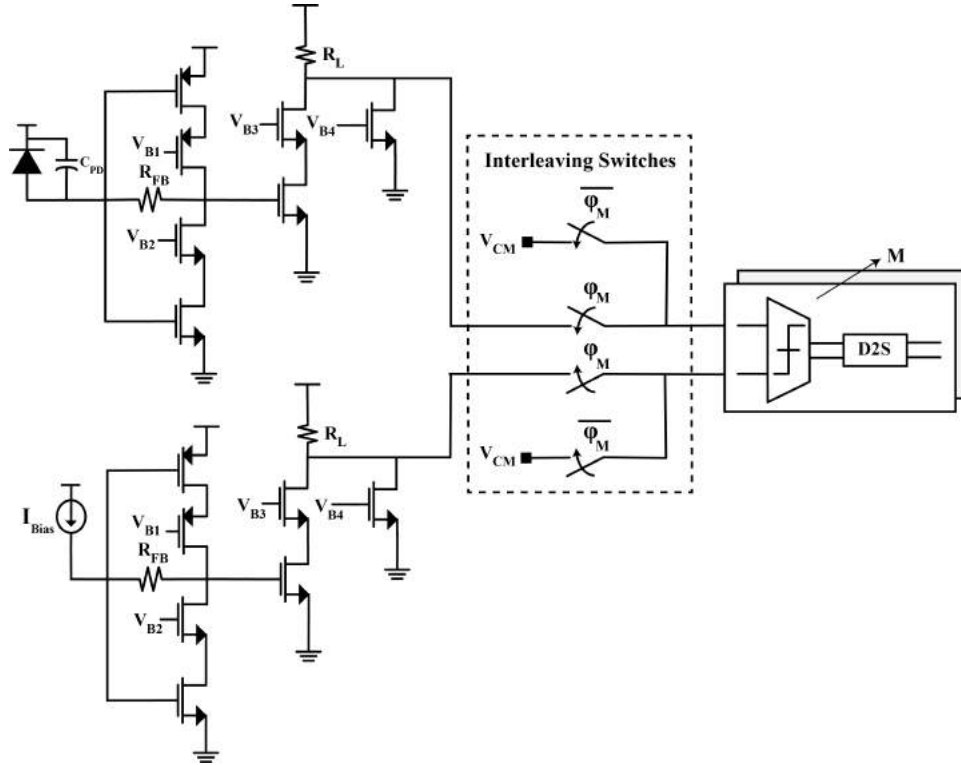 R_L
V_B3
V_B4
V_B1
C_PD
R_FB
V_B2
Interleaving Switches
φ_M̅
V_CM
φ_M
M
D2S
φ_M
φ_M̅
V_CM
R_L
V_B3
V_B4
I_Bias
V_B1
R_FB
V_B2